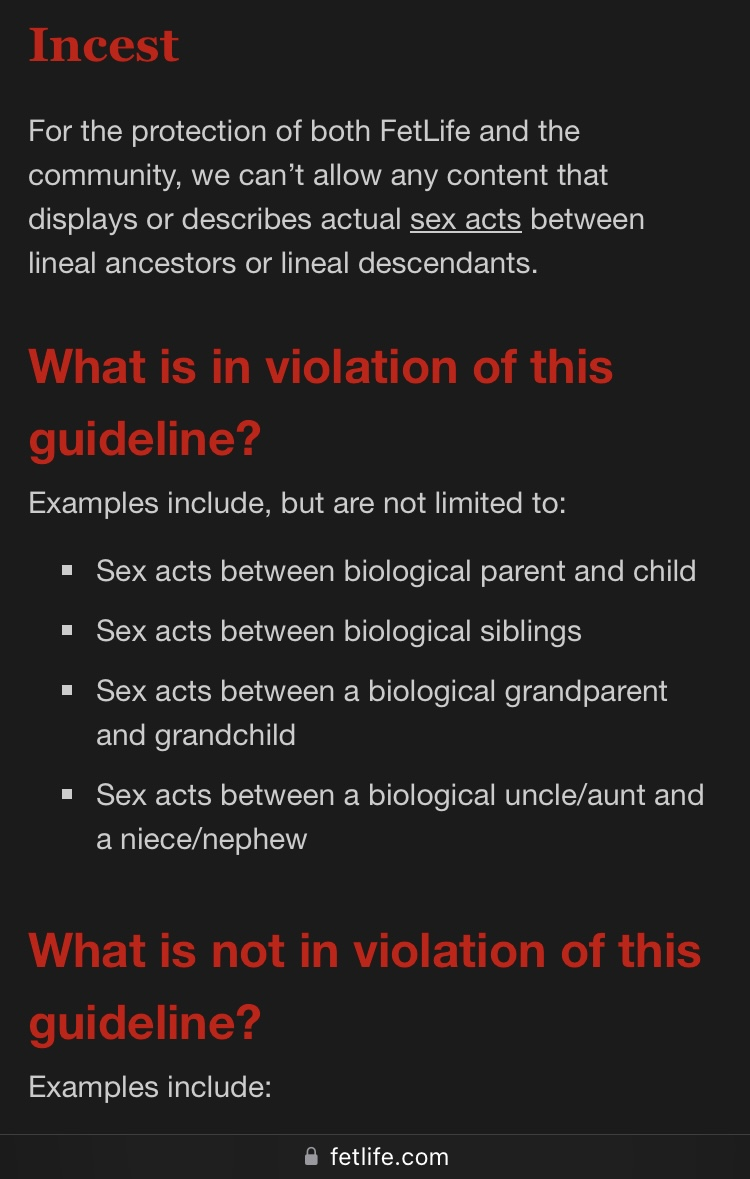 Incest
For the protection of both FetLife and the
community, we can’t allow any content that
displays or describes actual sex acts between
lineal ancestors or lineal descendants.
What is in violation of this
guideline?
Examples include, but are not limited to:
▪ Sex acts between biological parent and child
▪ Sex acts between biological siblings
▪ Sex acts between a biological grandparent
and grandchild
▪ Sex acts between a biological uncle/aunt and
a niece/nephew
What is not in violation of this
guideline?
Examples include:
fetlife.com